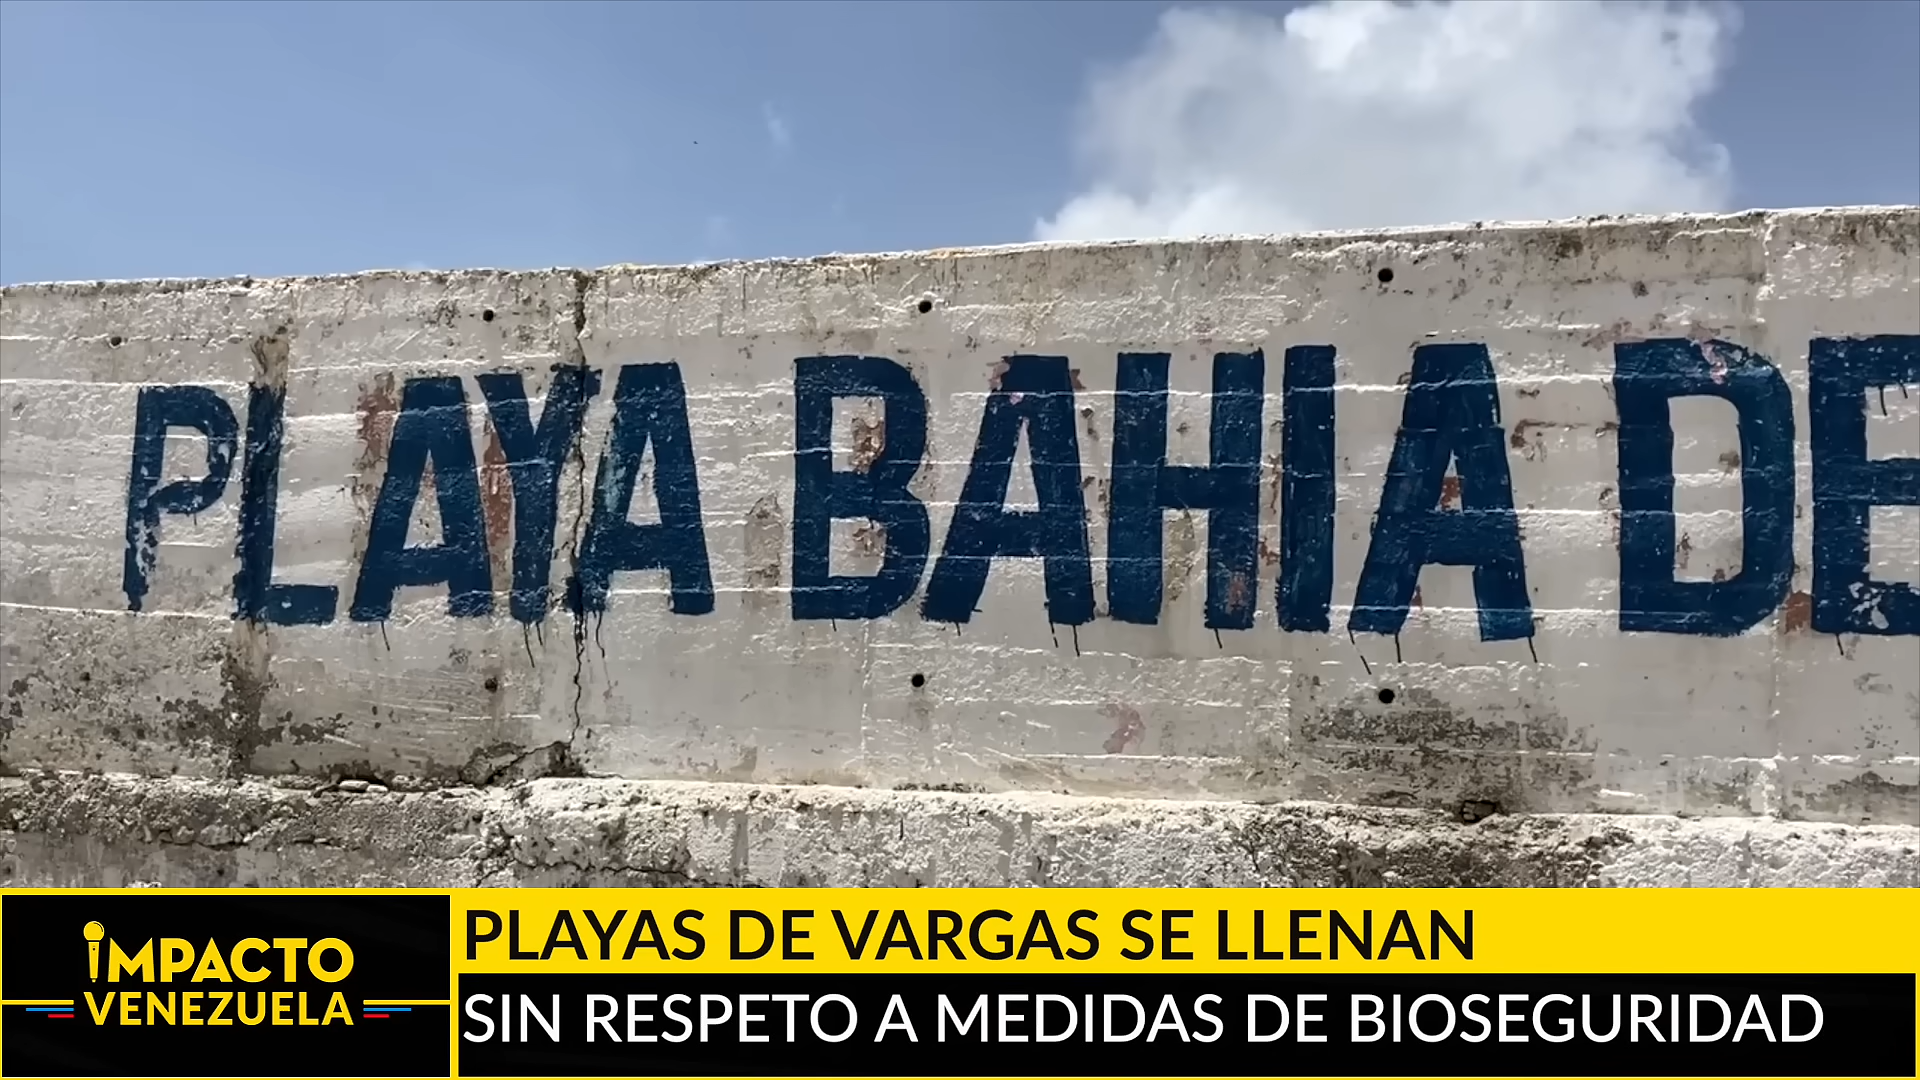 PLAYA BAHIA DE
IMPACTO
VENEZUELA
PLAYAS DE VARGAS SE LLENAN
SIN RESPETO A MEDIDAS DE BIOSEGURIDAD